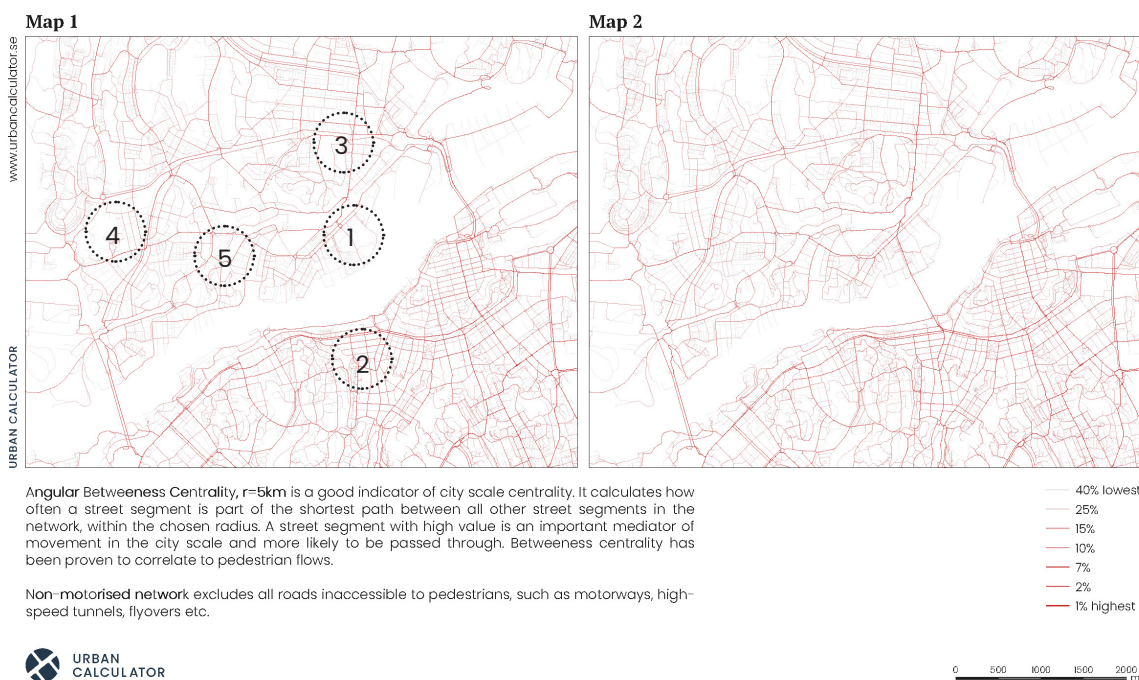 Map 1
Map 2
www.urbancalculator.se
URBAN CALCULATOR
3
4
5
1
2
Angular Betweeness Centrality, r=5km is a good indicator of city scale centrality. It calculates how
often a street segment is part of the shortest path between all other street segments in the
network, within the chosen radius. A street segment with high value is an important mediator of
movement in the city scale and more likely to be passed through. Betweeness centrality has
been proven to correlate to pedestrian flows.
Non-motorised network excludes all roads inaccessible to pedestrians, such as motorways, high-
speed tunnels, flyovers etc.
40% lowest
25%
15%
10%
7%
2%
1% highest
URBAN
CALCULATOR
0 500 1000 1500 2000
m